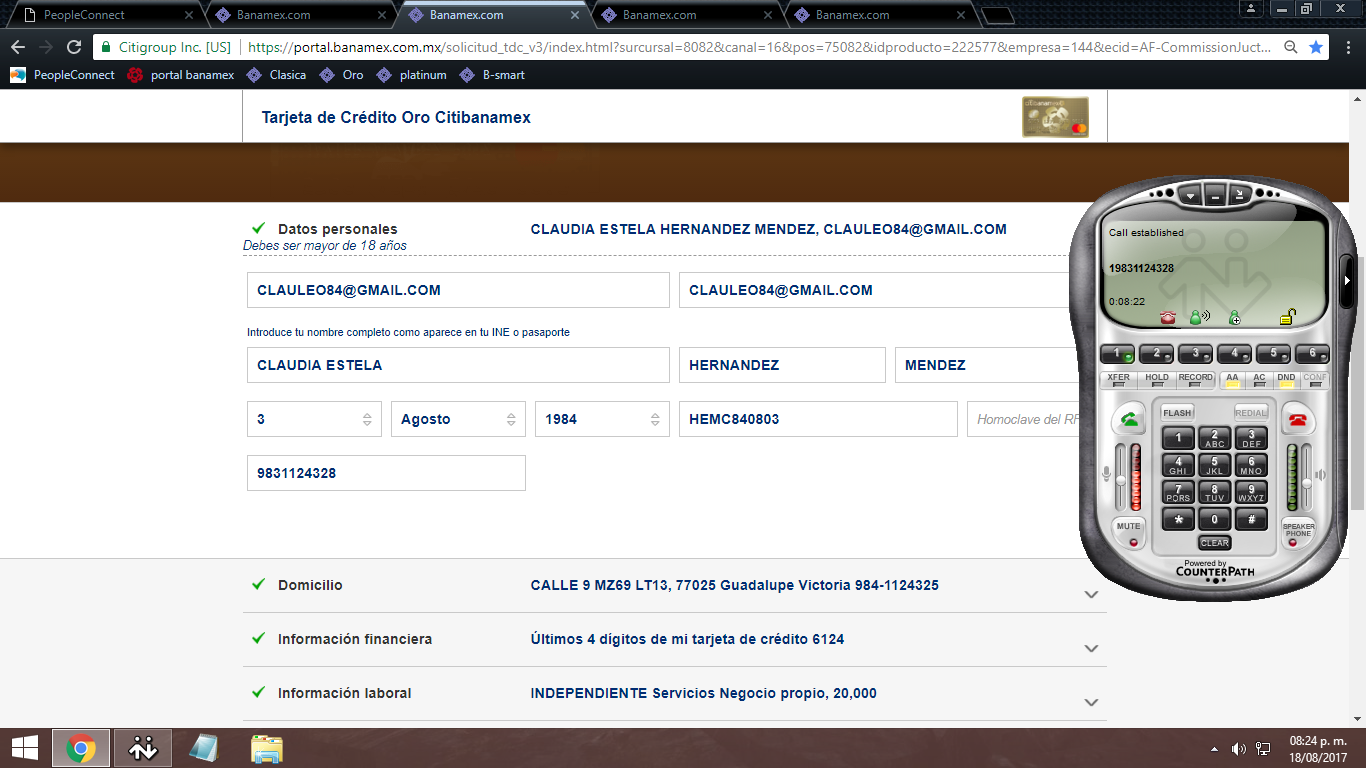 PeopleConnect
Banamex.com
Banamex.com
Banamex.com
Banamex.com
Citigroup Inc. [US]
https://portal.banamex.com.mx/solicitud_tdc_v3/index.html?surcursal=8082&canal=16&pos=75082&idproducto=222577&empresa=144&ecid=AF-CommissionJuct...
PeopleConnect portal banamex Clasica Oro platinum B-smart
Tarjeta de Crédito Oro Citibanamex
Datos personales CLAUDIA ESTELA HERNANDEZ MENDEZ, CLAULEO84@GMAIL.COM
Debes ser mayor de 18 años
CLAULEO84@GMAIL.COM CLAULEO84@GMAIL.COM
Introduce tu nombre completo como aparece en tu INE o pasaporte
CLAUDIA ESTELA HERNANDEZ MENDEZ
3 Agosto 1984 HEMC840803 Homoclave del RF
9831124328
Domicilio CALLE 9 MZ69 LT13, 77025 Guadalupe Victoria 984-1124325
Información financiera Últimos 4 dígitos de mi tarjeta de crédito 6124
Información laboral INDEPENDIENTE Servicios Negocio propio, 20,000
Call established
19831124328
0:08:22
1 2 3 4 5 6
XFER HOLD RECORD AA AC DND CONF
FLASH REDIAL
1 2 ABC 3 DEF
4 GHI 5 JKL 6 MNO
7 PQRS 8 TUV 9 WXYZ
* 0 #
MUTE CLEAR SPEAKER PHONE
Powered by
COUNTERPATH
08:24 p. m.
18/08/2017